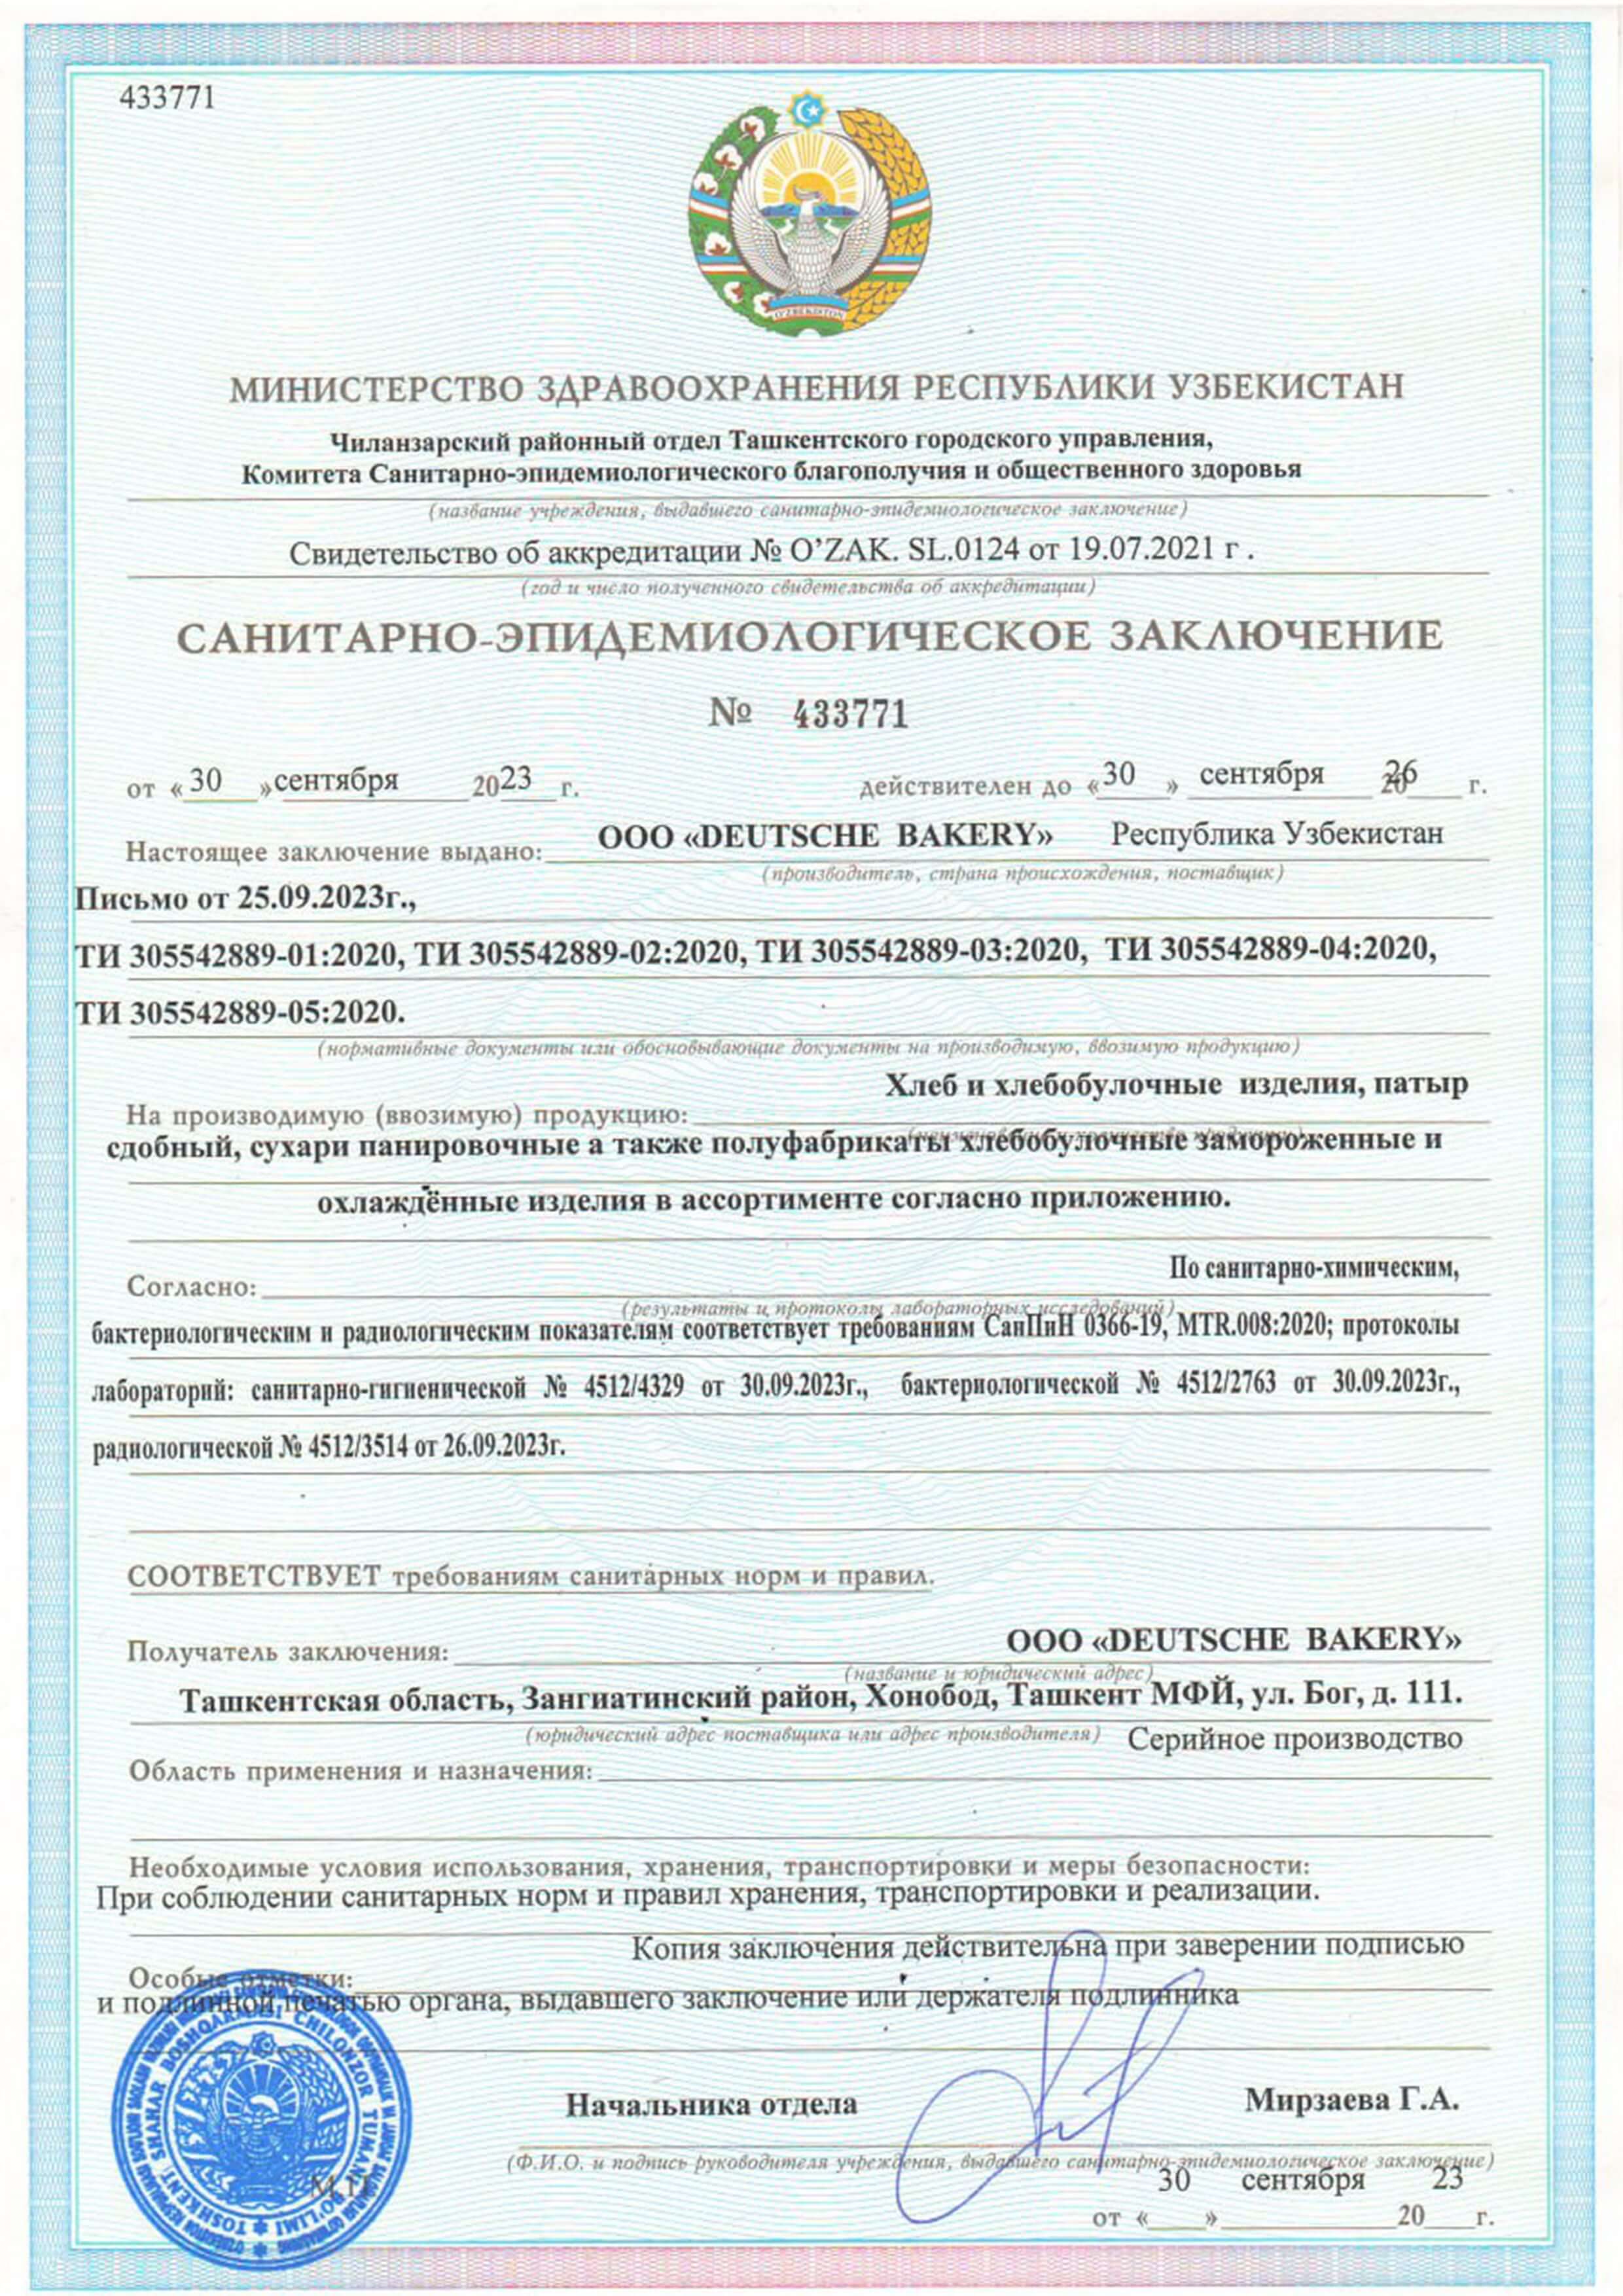 433771
O'ZBEKISTON
МИНИСТЕРСТВО ЗДРАВООХРАНЕНИЯ РЕСПУБЛИКИ УЗБЕКИСТАН
Чиланзарский районный отдел Ташкентского городского управления,
Комитета Санитарно-эпидемиологического благополучия и общественного здоровья
(название учреждения, выдавшего санитарно-эпидемиологическое заключение)
Свидетельство об аккредитации № O’ZAK. SL.0124 от 19.07.2021 г .
(год и число полученного свидетельства об аккредитации)
САНИТАРНО-ЭПИДЕМИОЛОГИЧЕСКОЕ ЗАКЛЮЧЕНИЕ
№ 433771
от «30» сентября 2023 г. действителен до «30» сентября 2026 г.
Настоящее заключение выдано: ООО «DEUTSCHE BAKERY» Республика Узбекистан
(производитель, страна происхождения, поставщик)
Письмо от 25.09.2023г.,
ТИ 305542889-01:2020, ТИ 305542889-02:2020, ТИ 305542889-03:2020, ТИ 305542889-04:2020,
ТИ 305542889-05:2020.
(нормативные документы или обосновывающие документы на производимую, ввозимую продукцию)
На производимую (ввозимую) продукцию: Хлеб и хлебобулочные изделия, патыр
сдобный, сухари панировочные а также полуфабрикаты хлебобулочные замороженные и
охлаждённые изделия в ассортименте согласно приложению.
Согласно: По санитарно-химическим,
(результаты и протоколы лабораторных исследований)
бактериологическим и радиологическим показателям соответствует требованиям СанПиН 0366-19, MTR.008:2020; протоколы
лабораторий: санитарно-гигиенической № 4512/4329 от 30.09.2023г., бактериологической № 4512/2763 от 30.09.2023г.,
радиологической № 4512/3514 от 26.09.2023г.
СООТВЕТСТВУЕТ требованиям санитарных норм и правил.
Получатель заключения: ООО «DEUTSCHE BAKERY»
(название и юридический адрес)
Ташкентская область, Зангиатинский район, Хонобод, Ташкент МФЙ, ул. Бог, д. 111.
(юридический адрес поставщика или адрес производителя)
Область применения и назначения: Серийное производство
Необходимые условия использования, хранения, транспортировки и меры безопасности:
При соблюдении санитарных норм и правил хранения, транспортировки и реализации.
Особые отметки: Копия заключения действительна при заверении подписью
и подлинной печатью органа, выдавшего заключение или держателя подлинника
TOSHKENT SHAHAR BOSHQARMASI CHILONZOR TUMANI BO'LIMI
М.П.
Начальника отдела Мирзаева Г.А.
(Ф.И.О. и подпись руководителя учреждения, выдавшего санитарно-эпидемиологическое заключение)
от «30» сентября 2023 г.